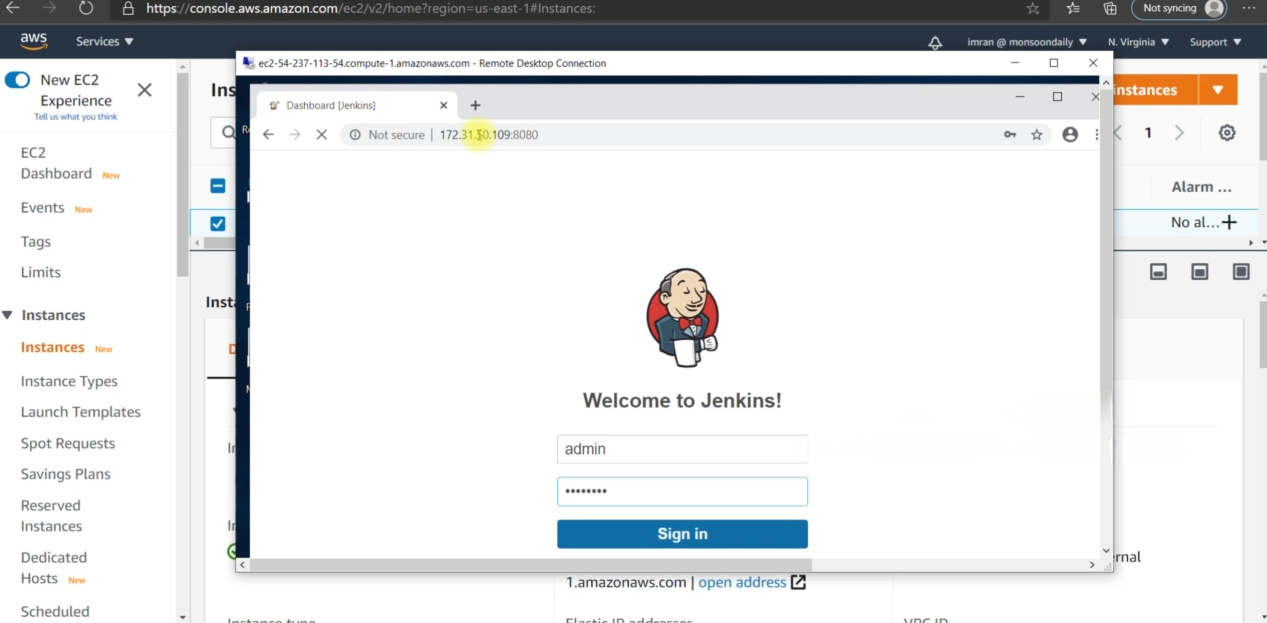 https://console.aws.amazon.com/ec2/v2/home?region=us-east-1#Instances:
Not syncing
aws
Services
imran @ monsoondaily
N. Virginia
Support
New EC2
Experience
Tell us what you think
EC2
Dashboard New
Events New
Tags
Limits
Instances
Instances New
Instance Types
Launch Templates
Spot Requests
Savings Plans
Reserved
Instances
Dedicated
Hosts New
Scheduled
ec2-54-237-113-54.compute-1.amazonaws.com - Remote Desktop Connection
Dashboard [Jenkins]
Not secure | 172.31.50.109:8080
Welcome to Jenkins!
admin
••••••••
Sign in
1
Alarm ...
No al...
1.amazonaws.com | open address